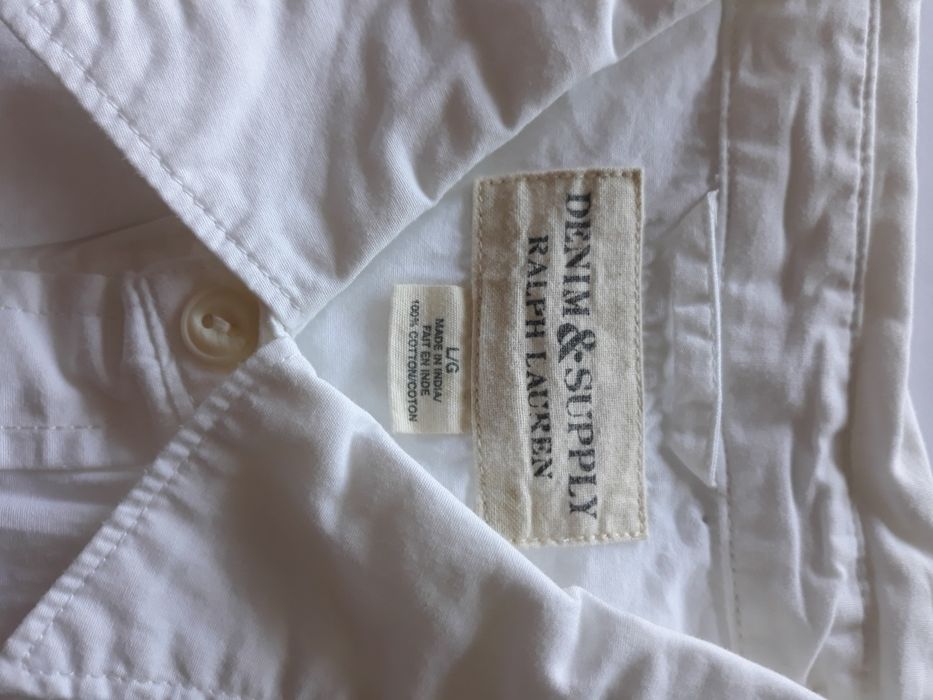 DENIM & SUPPLY
RALPH LAUREN
L/G
MADE IN INDIA/
FAIT EN INDE
100% COTTON/COTON